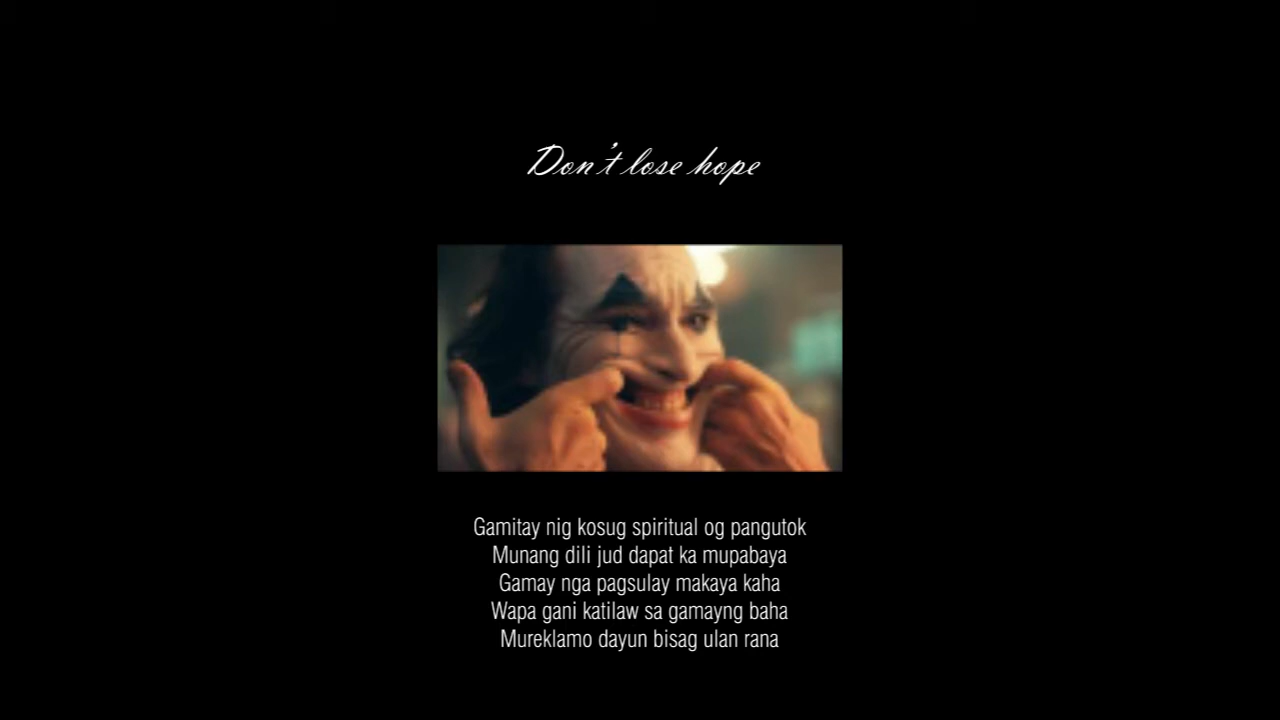 Don't lose hope
Gamitay nig kosug spiritual og pangutok
Munang dili jud dapat ka mupabaya
Gamay nga pagsulay makaya kaha
Wapa gani katilaw sa gamayng baha
Mureklamo dayun bisag ulan rana